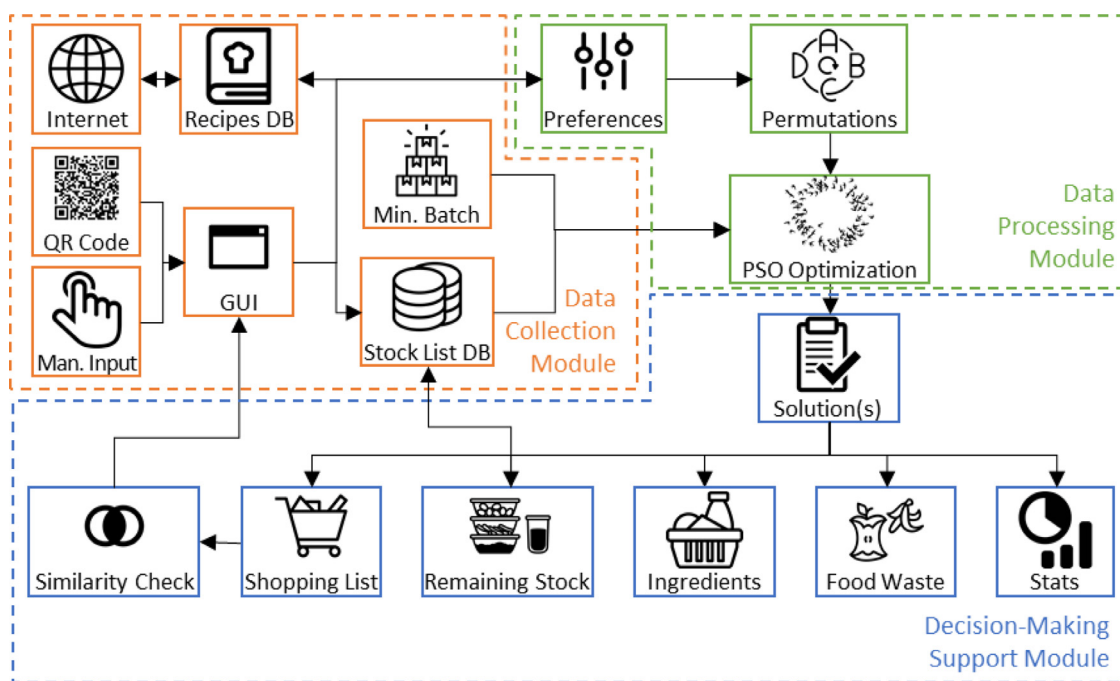 Internet
Recipes DB
Preferences
Permutations
A
D
B
C
QR Code
Min. Batch
Data
Processing
Module
Man. Input
GUI
Stock List DB
Data
Collection
Module
PSO Optimization
Solution(s)
Similarity Check
Shopping List
Remaining Stock
Ingredients
Food Waste
Stats
Decision-Making
Support Module